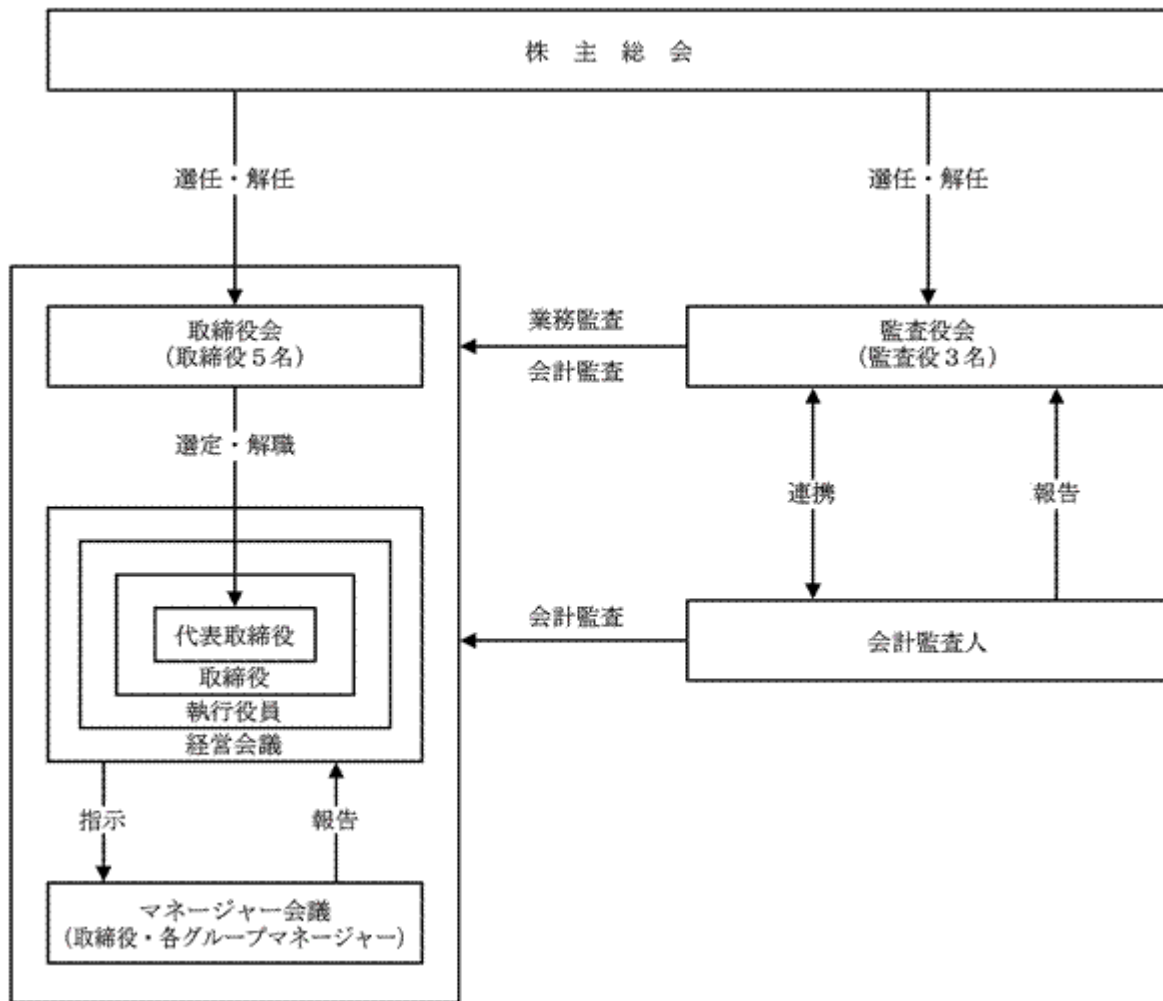 株主総会
選任・解任
選任・解任
取締役会
(取締役5名)
業務監査
会計監査
監査役会
(監査役3名)
選定・解職
連携
報告
代表取締役
取締役
執行役員
経営会議
会計監査
会計監査人
指示
報告
マネージャー会議
(取締役・各グループマネージャー)